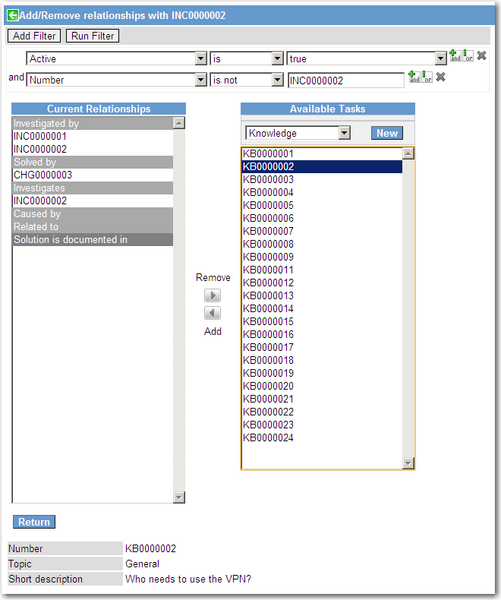 Add/Remove relationships with INC0000002
Add Filter Run Filter
Active is true and or
and Number is not INC0000002 and or
Current Relationships
Investigated by
INC0000001
INC0000002
Solved by
CHG0000003
Investigates
INC0000002
Caused by
Related to
Solution is documented in
Remove
Add
Available Tasks
Knowledge New
KB0000001
KB0000002
KB0000003
KB0000004
KB0000005
KB0000006
KB0000007
KB0000008
KB0000009
KB0000011
KB0000012
KB0000013
KB0000014
KB0000015
KB0000016
KB0000017
KB0000018
KB0000019
KB0000020
KB0000021
KB0000022
KB0000023
KB0000024
Return
Number KB0000002
Topic General
Short description Who needs to use the VPN?